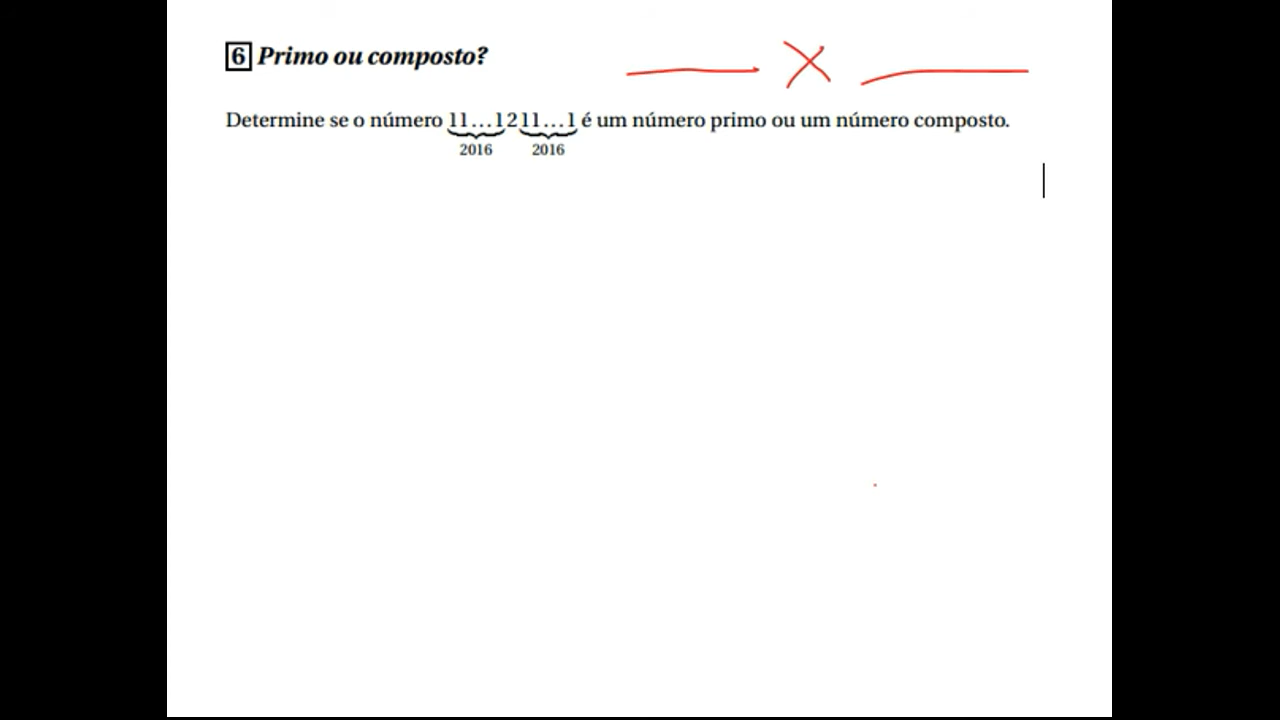 6 Primo ou composto?
Determine se o número 11...1211...1 é um número primo ou um número composto.
2016 2016